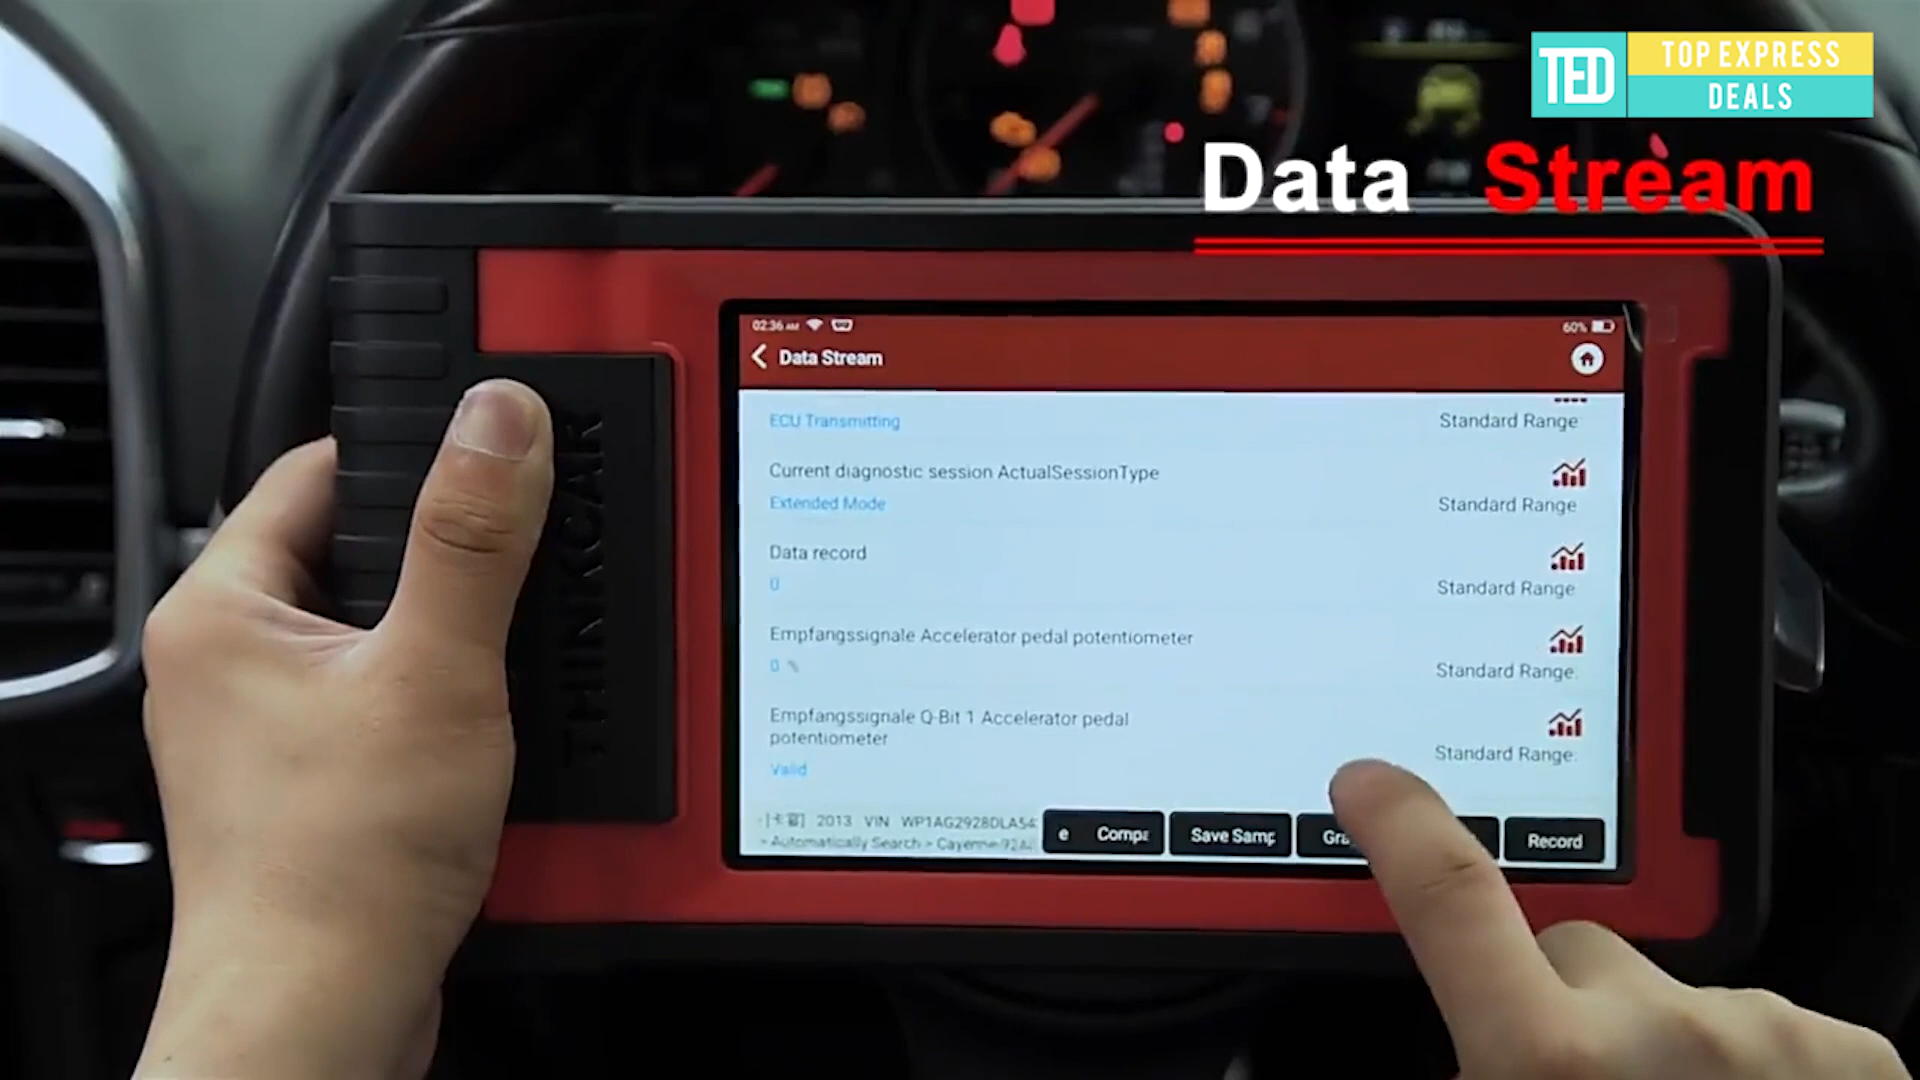 TED TOP EXPRESS
DEALS
Data Stream
02:36 AM
60%
Data Stream
ECU Transmitting
Standard Range
Current diagnostic session ActualSessionType
Extended Mode
Standard Range
Data record
0
Standard Range
Empfangssignale Accelerator pedal potentiometer
0 %
Standard Range:
Empfangssignale Q-Bit 1 Accelerator pedal
potentiometer
Valid
Standard Range:
2013 VIN WP1AG2928DLA54
> Automatically Search > Cayenne
e Compa
Save Samp
Gra
Record
THINKCAR